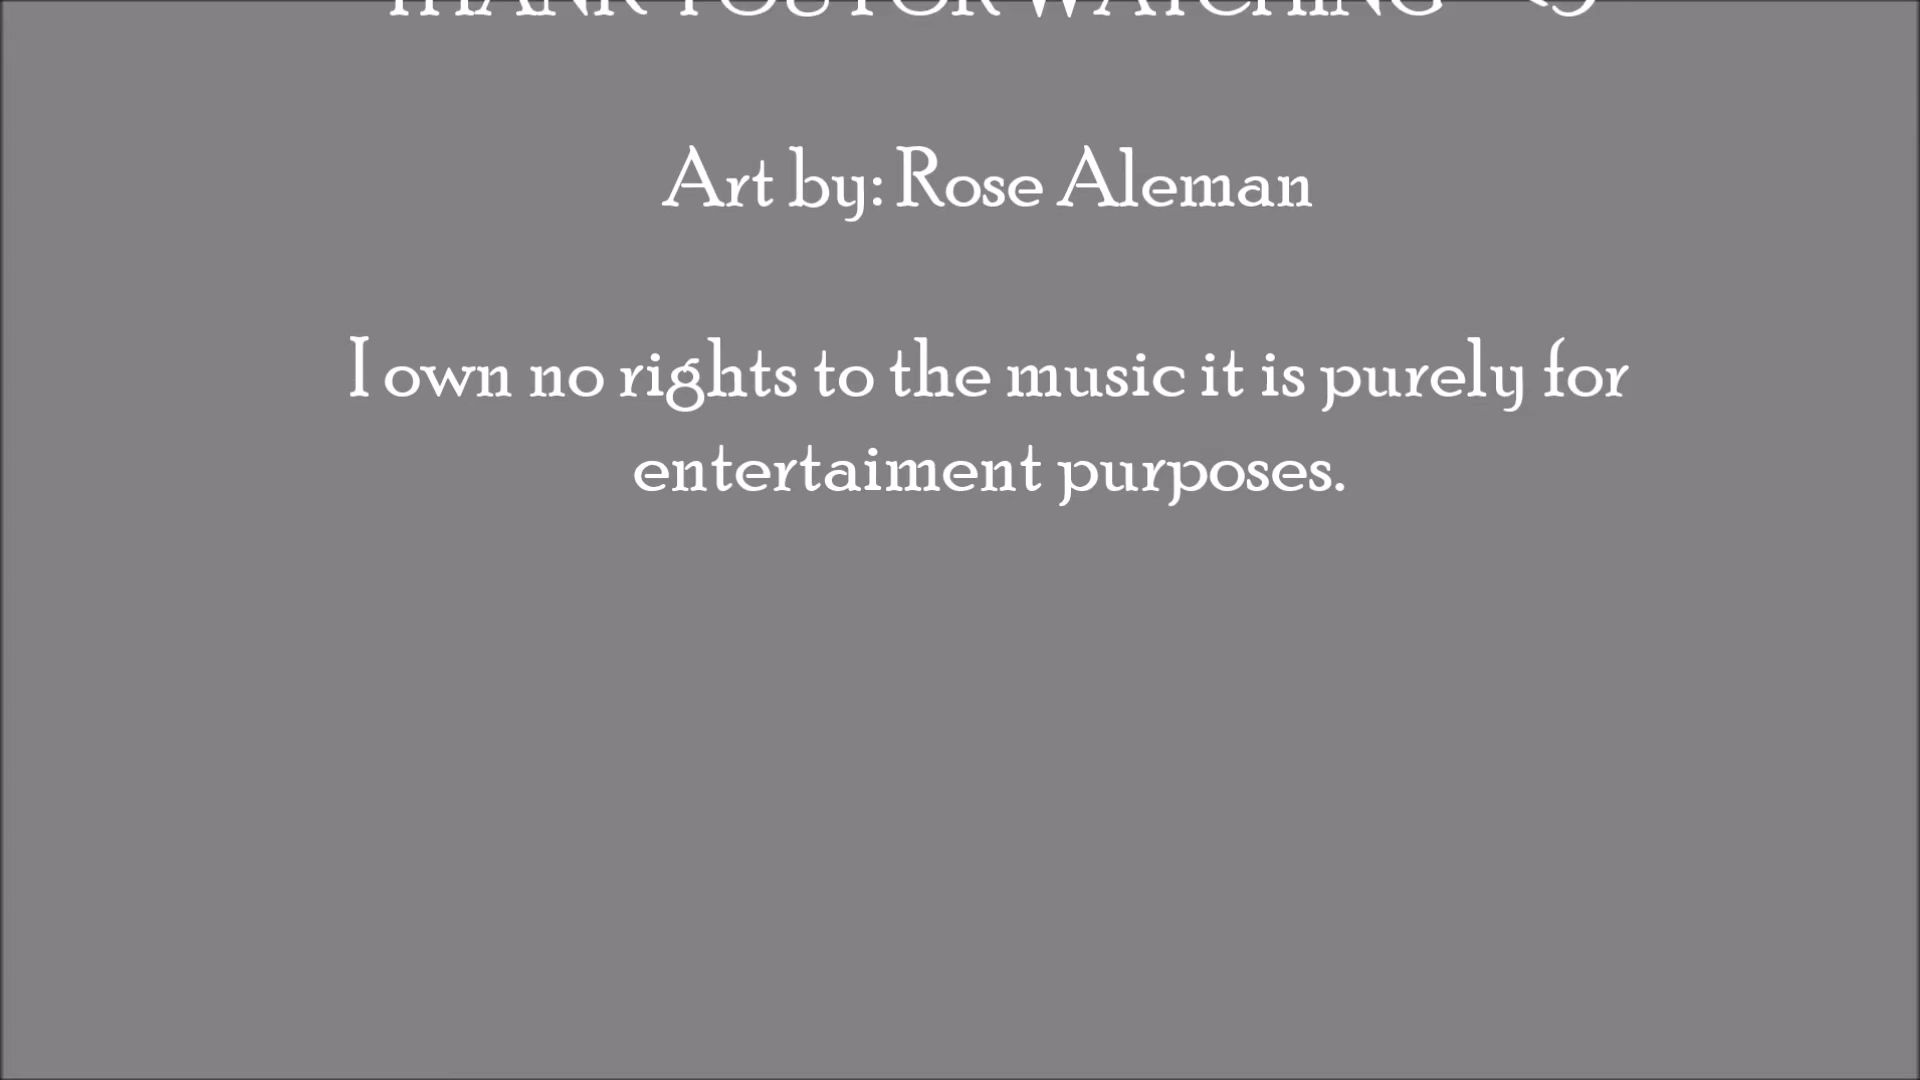 THANK YOU FOR WATCHING <3
Art by: Rose Aleman
I own no rights to the music it is purely for
entertaiment purposes.